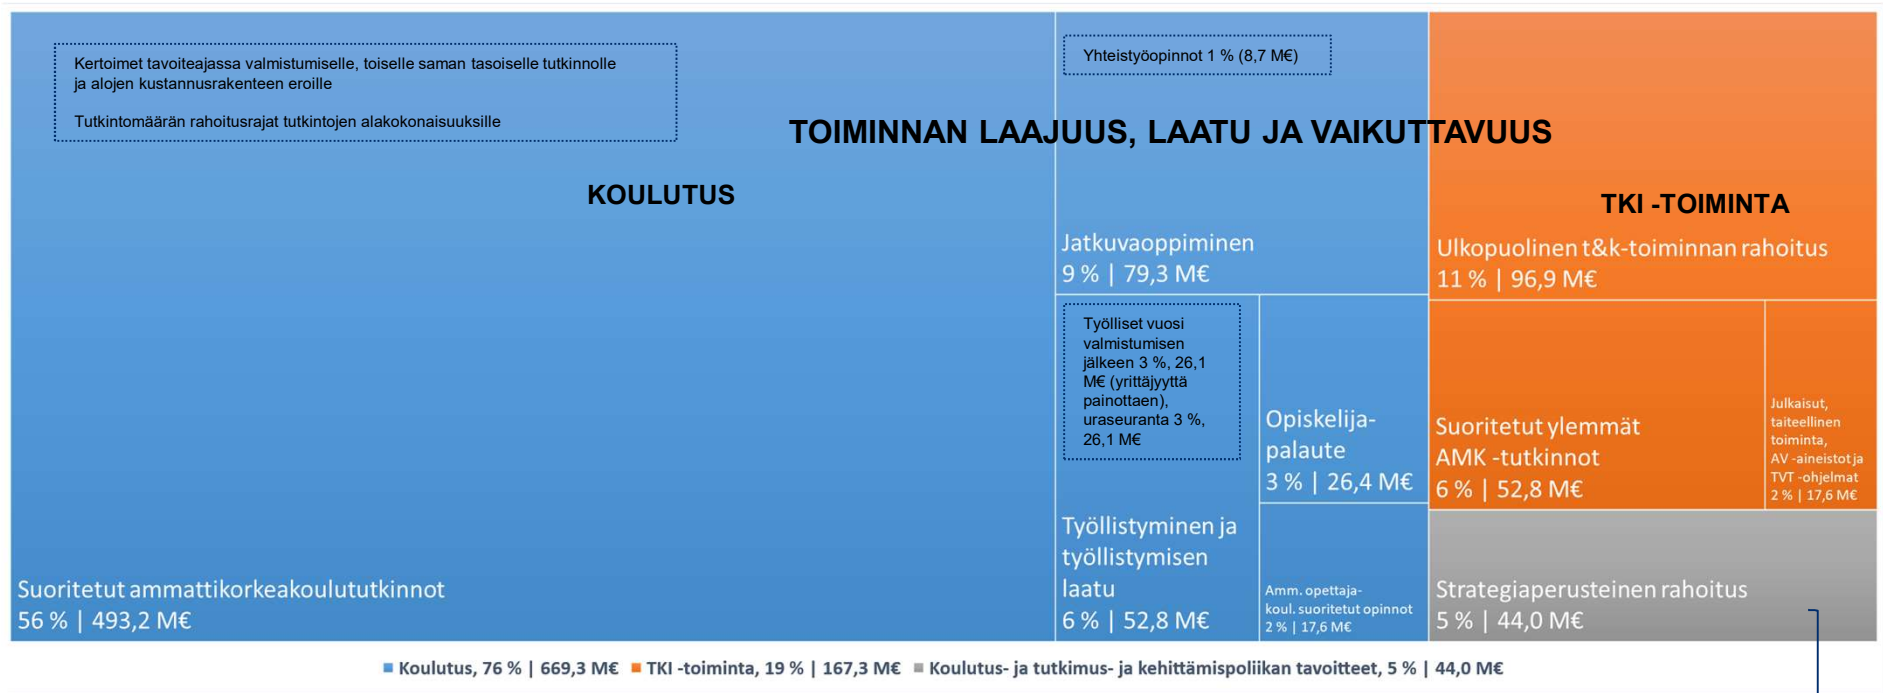 Kertoimet tavoiteajassa valmistumiselle, toiselle saman tasoiselle tutkinnolle
ja alojen kustannusrakenteen eroille
Tutkintomäärän rahoitusrajat tutkintojen alakokonaisuuksille
Yhteistyöopinnot 1 % (8,7 M€)
TOIMINNAN LAAJUUS, LAATU JA VAIKUTTAVUUS
KOULUTUS
TKI -TOIMINTA
Suoritetut ammattikorkeakoulututkinnot
56 % | 493,2 M€
Jatkuvaoppiminen
9 % | 79,3 M€
Työlliset vuosi
valmistumisen
jälkeen 3 %, 26,1
M€ (yrittäjyyttä
painottaen),
uraseuranta 3 %,
26,1 M€
Työllistyminen ja
työllistymisen
laatu
6 % | 52,8 M€
Opiskelija-
palaute
3 % | 26,4 M€
Amm. opettaja-
koul. suoritetut opinnot
2 % | 17,6 M€
Ulkopuolinen t&k-toiminnan rahoitus
11 % | 96,9 M€
Suoritetut ylemmät
AMK -tutkinnot
6 % | 52,8 M€
Julkaisut,
taiteellinen
toiminta,
AV -aineistot ja
TVT -ohjelmat
2 % | 17,6 M€
Strategiaperusteinen rahoitus
5 % | 44,0 M€
Koulutus, 76 % | 669,3 M€ TKI -toiminta, 19 % | 167,3 M€ Koulutus- ja tutkimus- ja kehittämispoliikan tavoitteet, 5 % | 44,0 M€